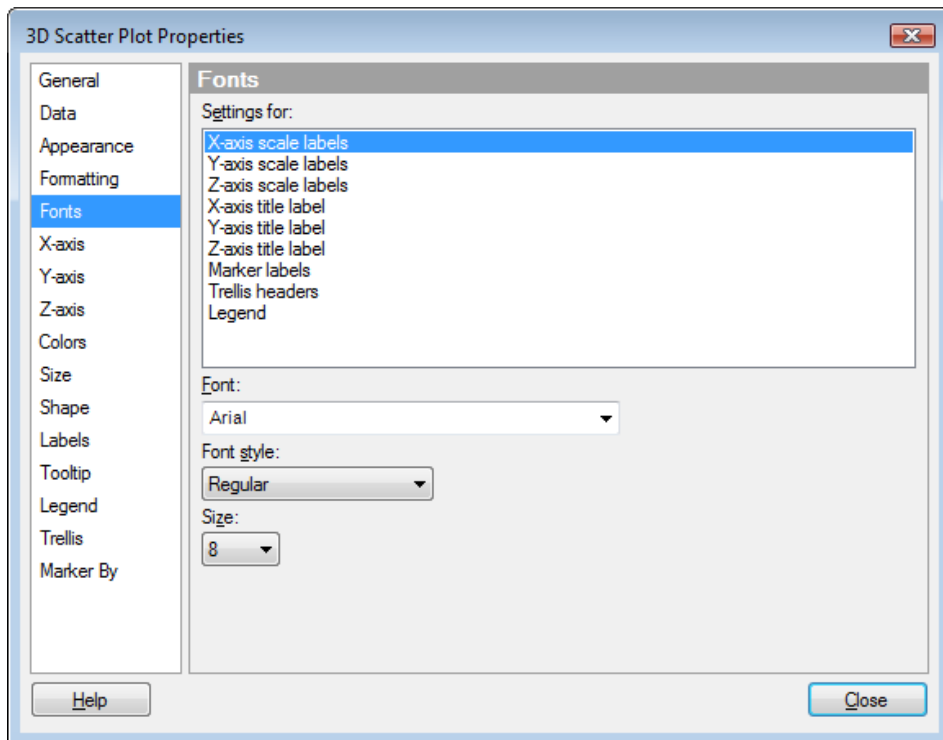 3D Scatter Plot Properties
General
Data
Appearance
Formatting
Fonts
X-axis
Y-axis
Z-axis
Colors
Size
Shape
Labels
Tooltip
Legend
Trellis
Marker By
Fonts
Settings for:
X-axis scale labels
Y-axis scale labels
Z-axis scale labels
X-axis title label
Y-axis title label
Z-axis title label
Marker labels
Trellis headers
Legend
Font:
Arial
Font style:
Regular
Size:
8
Help
Close